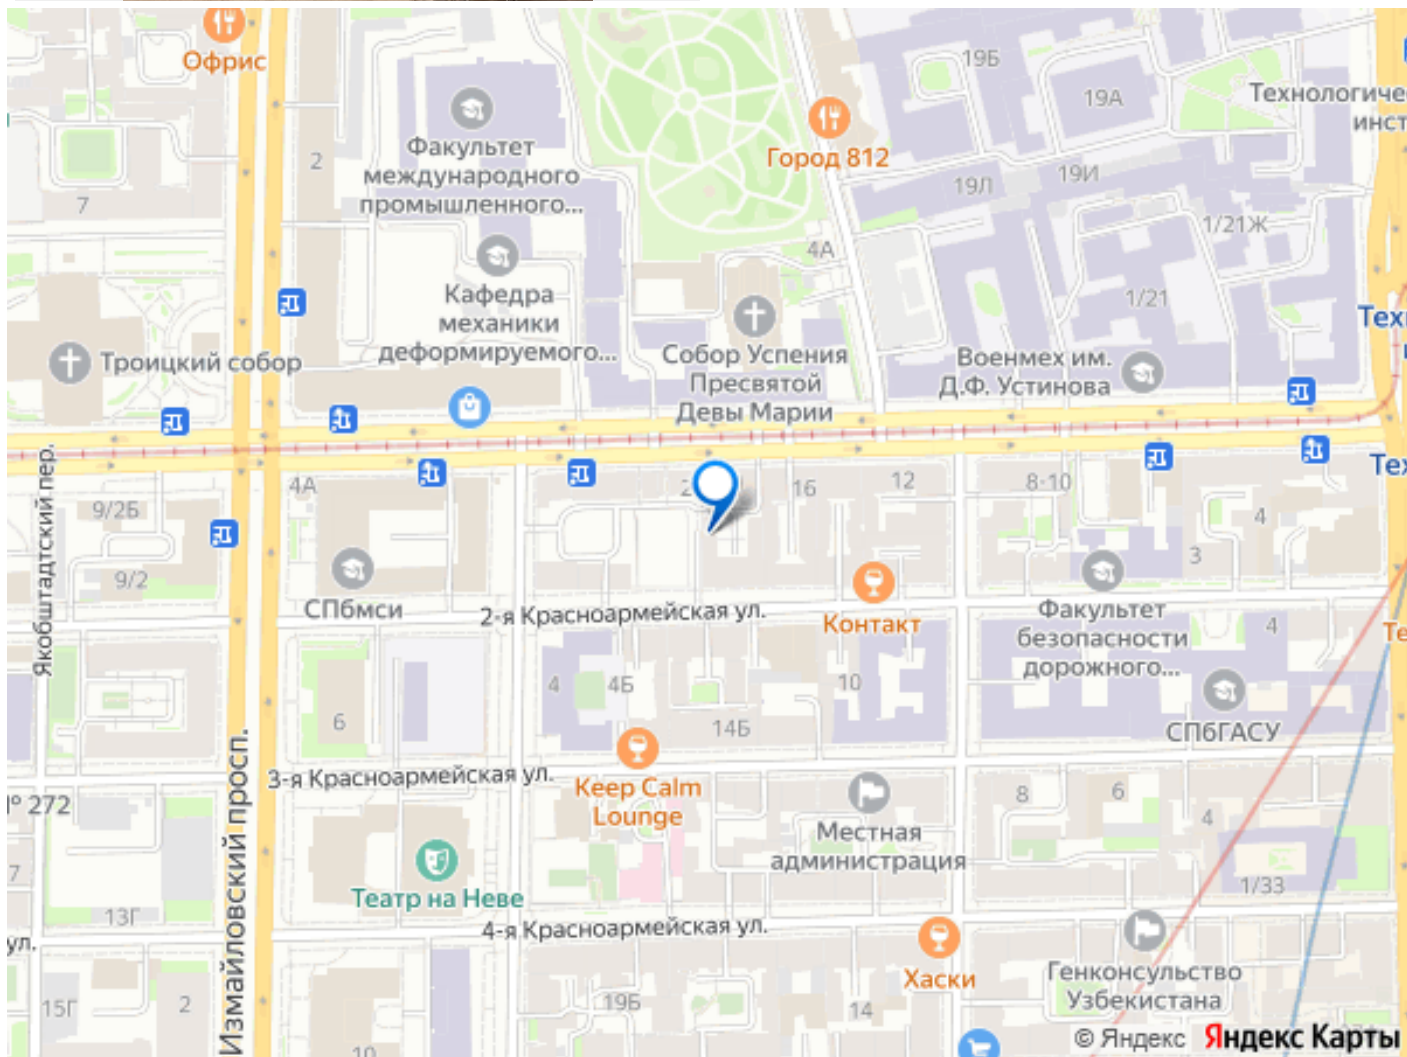 Офрис
19Б
19А
Технологиче
инст
2
Факультет
международного
промышленного...
Город 812
19Л
19И
7
1/21Ж
4А
Кафедра
механики
деформируемого...
1/21
Тех
Троицкий собор
Собор Успения
Пресвятой
Девы Марии
Военмех им.
Д.Ф. Устинова
Якобштадтский пер.
4А
2
16
12
8-10
Тех
9/2Б
4
3
9/2
СПбмси
2-я Красноармейская ул.
Контакт
Факультет
безопасности
дорожного...
4
Те
4
4Б
10
6
14Б
СПбГАСУ
Измайловский просп.
3-я Красноармейская ул.
Keep Calm
Lounge
8
6
4
№ 272
Местная
администрация
7
Театр на Неве
1/33
13Г
4-я Красноармейская ул.
ул.
Хаски
Генконсульство
Узбекистана
15Г
2
19Б
14
10
© Яндекс Яндекс Карты